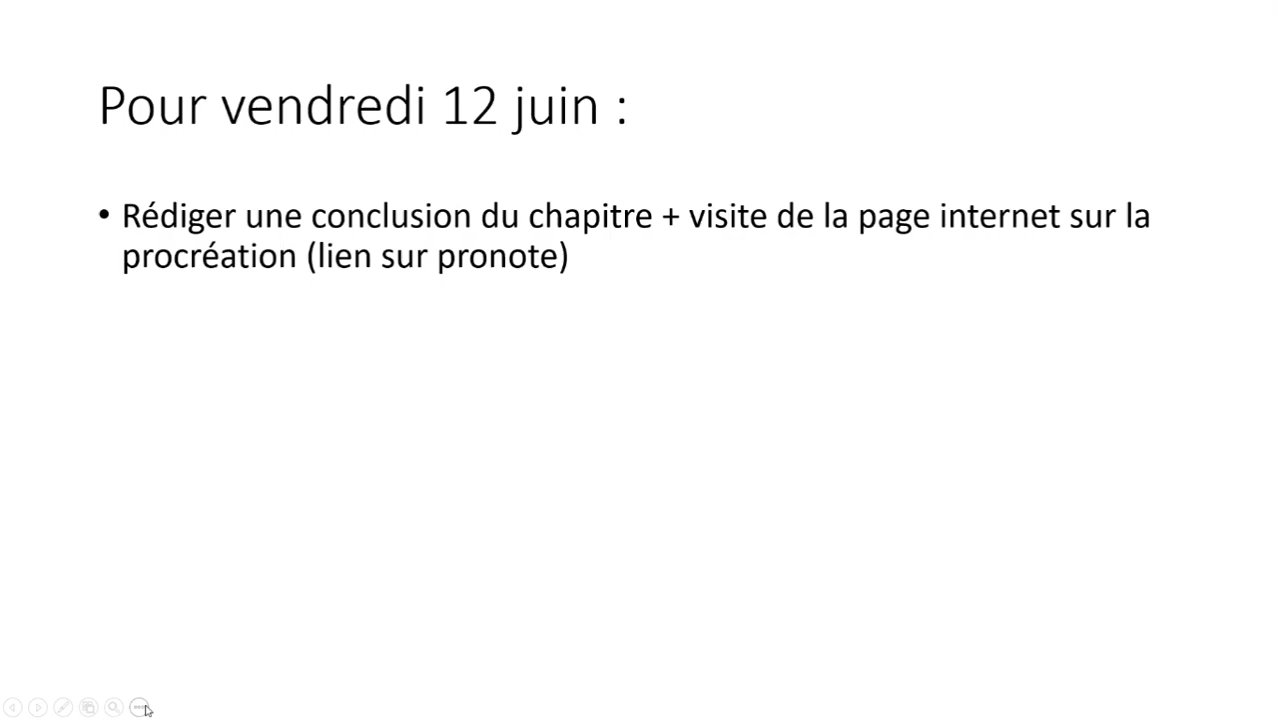 Pour vendredi 12 juin :
• Rédiger une conclusion du chapitre + visite de la page internet sur la
procréation (lien sur pronote)